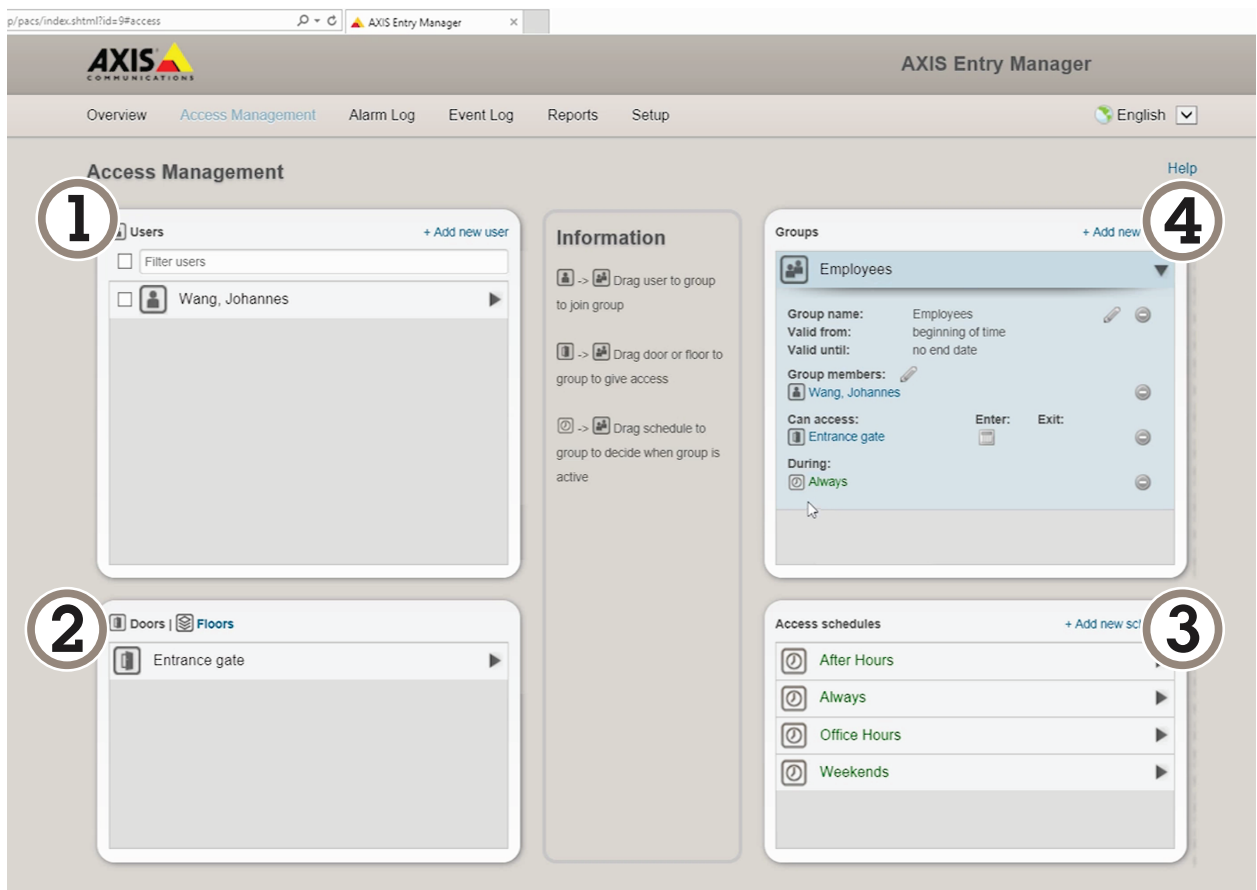 p/pacs/index.shtml?id=9#access
AXIS Entry Manager
AXIS
COMMUNICATIONS
AXIS Entry Manager
Overview Access Management Alarm Log Event Log Reports Setup
English
Access Management
Help
1
Users
+ Add new user
Filter users
Wang, Johannes
2
Doors | Floors
Entrance gate
Information
-> Drag user to group
to join group
-> Drag door or floor to
group to give access
-> Drag schedule to
group to decide when group is
active
4
Groups
+ Add new
Employees
Group name: Employees
Valid from: beginning of time
Valid until: no end date
Group members:
Wang, Johannes
Can access: Enter: Exit:
Entrance gate
During:
Always
3
Access schedules
+ Add new
After Hours
Always
Office Hours
Weekends